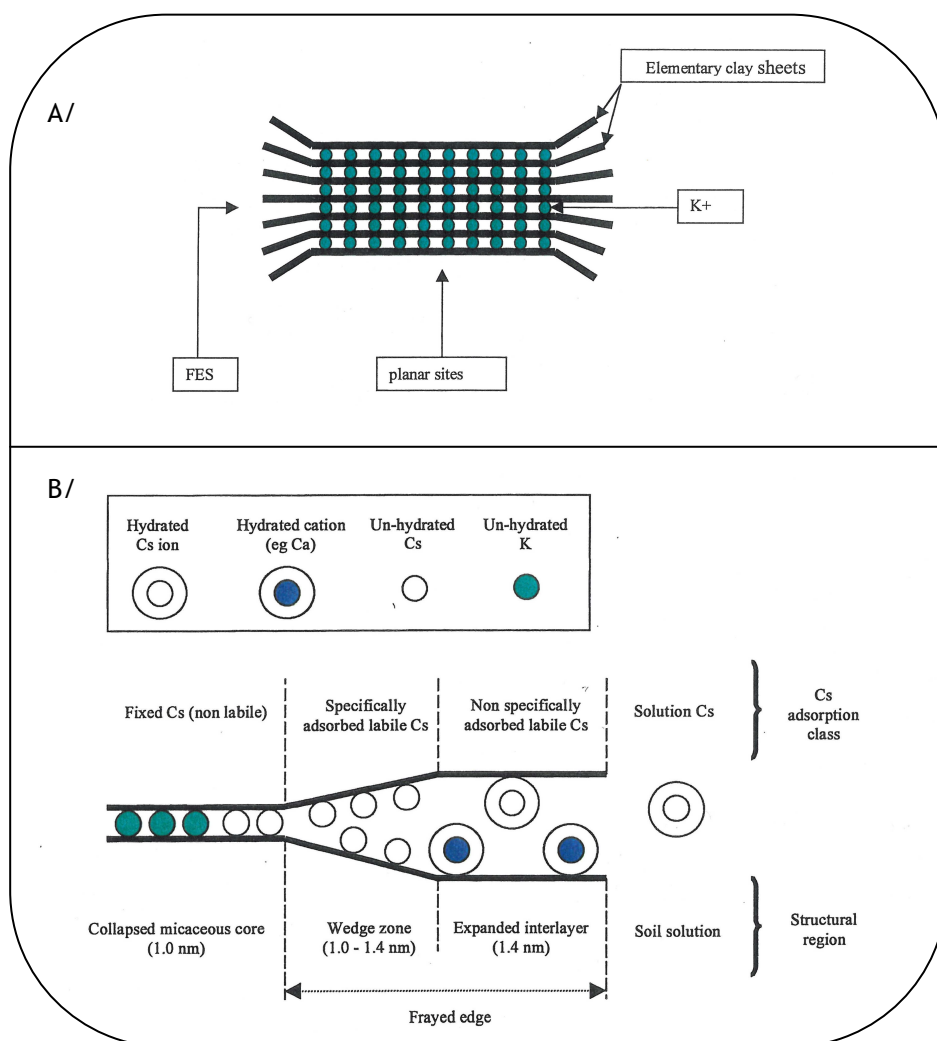 A/
Elementary clay sheets
K+
FES
planar sites
B/
Hydrated
Cs ion
Hydrated cation
(eg Ca)
Un-hydrated
Cs
Un-hydrated
K
Fixed Cs (non labile)
Specifically
adsorbed labile Cs
Non specifically
adsorbed labile Cs
Solution Cs
Cs
adsorption
class
Collapsed micaceous core
(1.0 nm)
Wedge zone
(1.0 - 1.4 nm)
Expanded interlayer
(1.4 nm)
Soil solution
Structural
region
Frayed edge